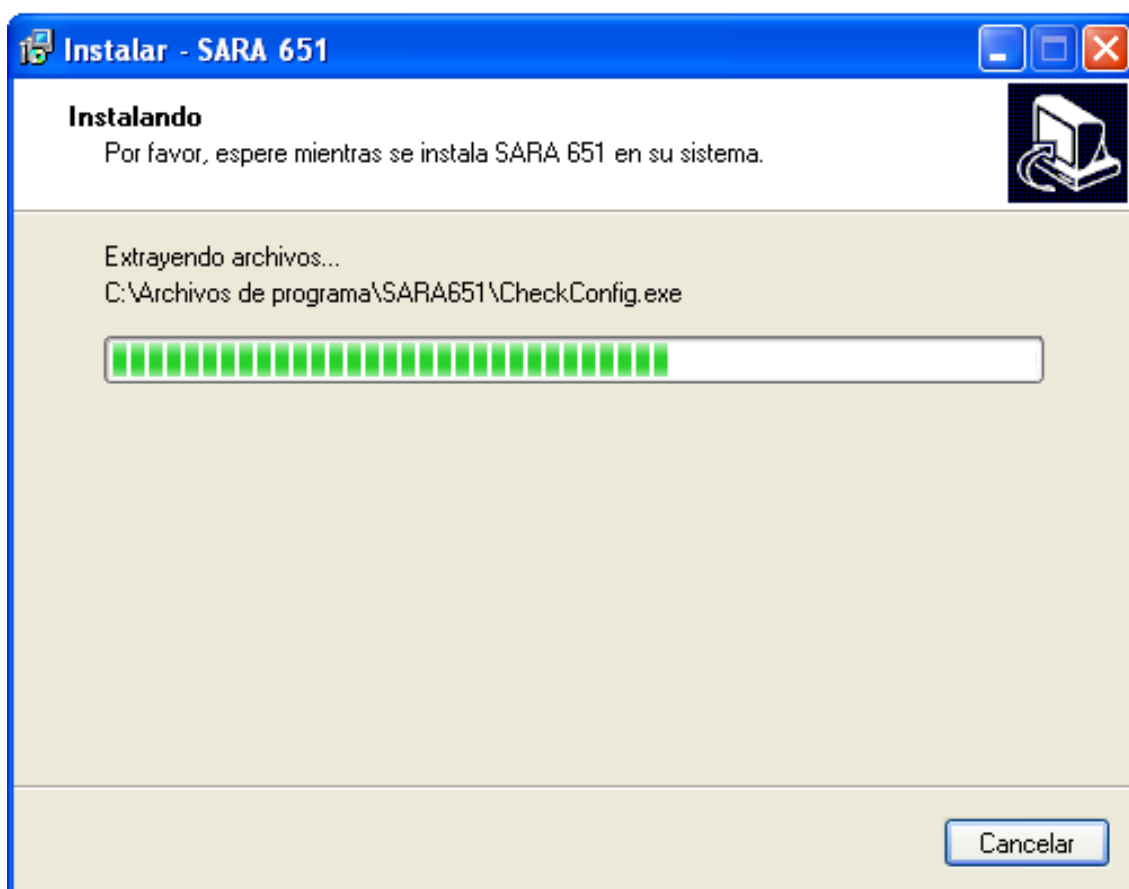 Instalar - SARA 651
Instalando
Por favor, espere mientras se instala SARA 651 en su sistema.
Extrayendo archivos...
C:\Archivos de programa\SARA651\CheckConfig.exe
Cancelar